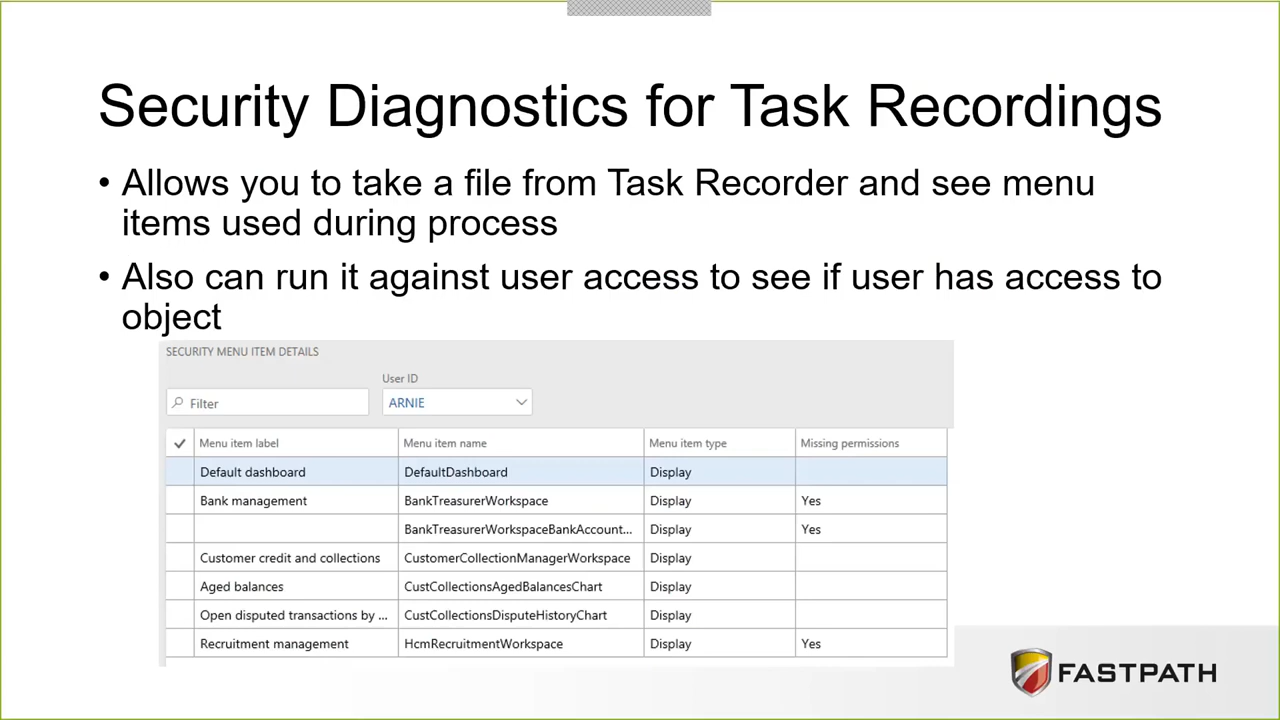 Security Diagnostics for Task Recordings
• Allows you to take a file from Task Recorder and see menu
items used during process
• Also can run it against user access to see if user has access to
object
SECURITY MENU ITEM DETAILS
User ID
Filter ARNIE
Menu item label Menu item name Menu item type Missing permissions
Default dashboard DefaultDashboard Display
Bank management BankTreasurerWorkspace Display Yes
BankTreasurerWorkspaceBankAccount... Display Yes
Customer credit and collections CustomerCollectionManagerWorkspace Display
Aged balances CustCollectionsAgedBalancesChart Display
Open disputed transactions by ... CustCollectionsDisputeHistoryChart Display
Recruitment management HcmRecruitmentWorkspace Display Yes
FASTPATH